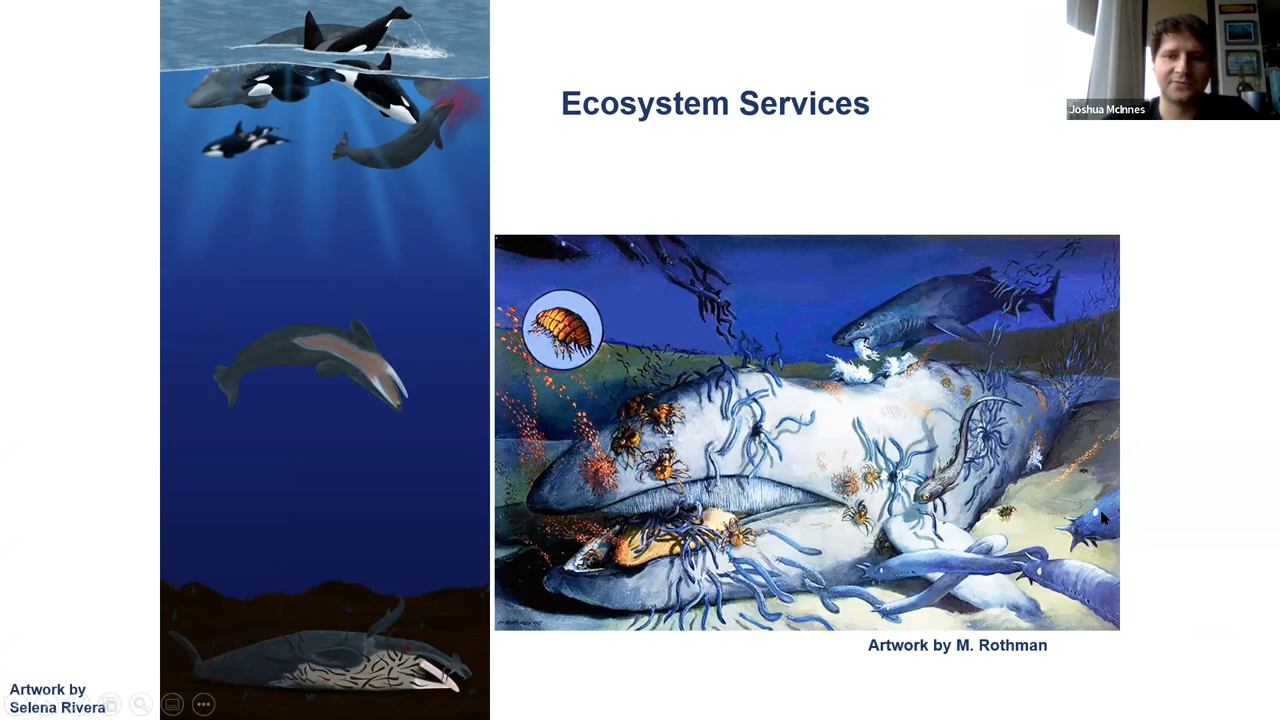 Ecosystem Services
Joshua McInnes
Artwork by M. Rothman
Artwork by
Selena Rivera